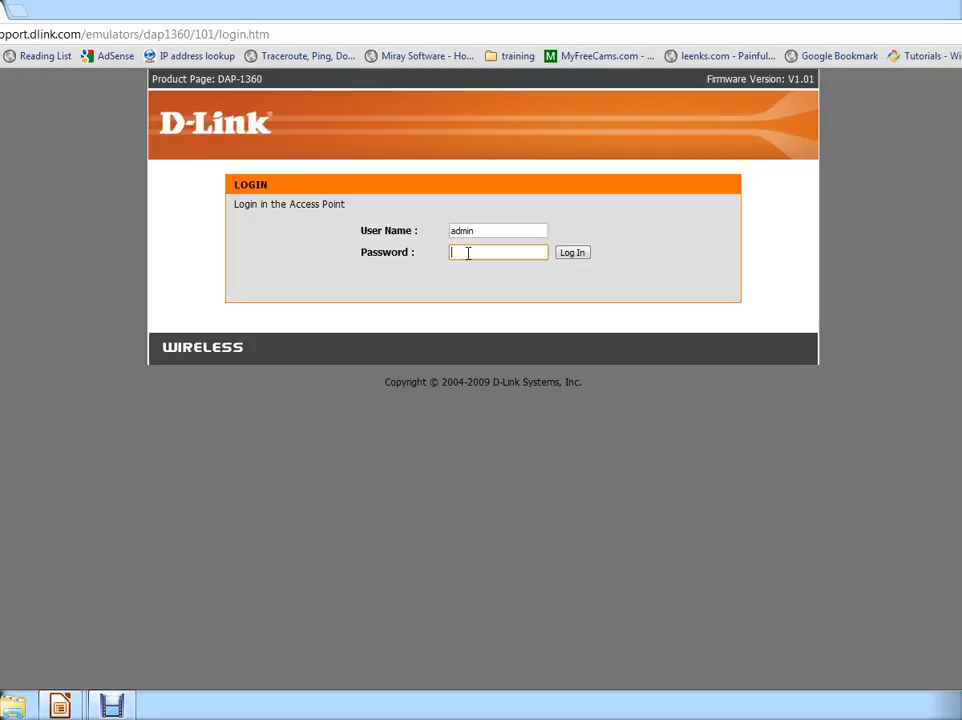 pport.dlink.com/emulators/dap1360/101/login.htm
Reading List AdSense IP address lookup Traceroute, Ping, Do... Miray Software - Ho... training M MyFreeCams.com - ... leenks.com - Painful... Google Bookmark Tutorials - Wi
Product Page: DAP-1360 Firmware Version: V1.01
D-Link
LOGIN
Login in the Access Point
User Name : admin
Password : Log In
WIRELESS
Copyright © 2004-2009 D-Link Systems, Inc.